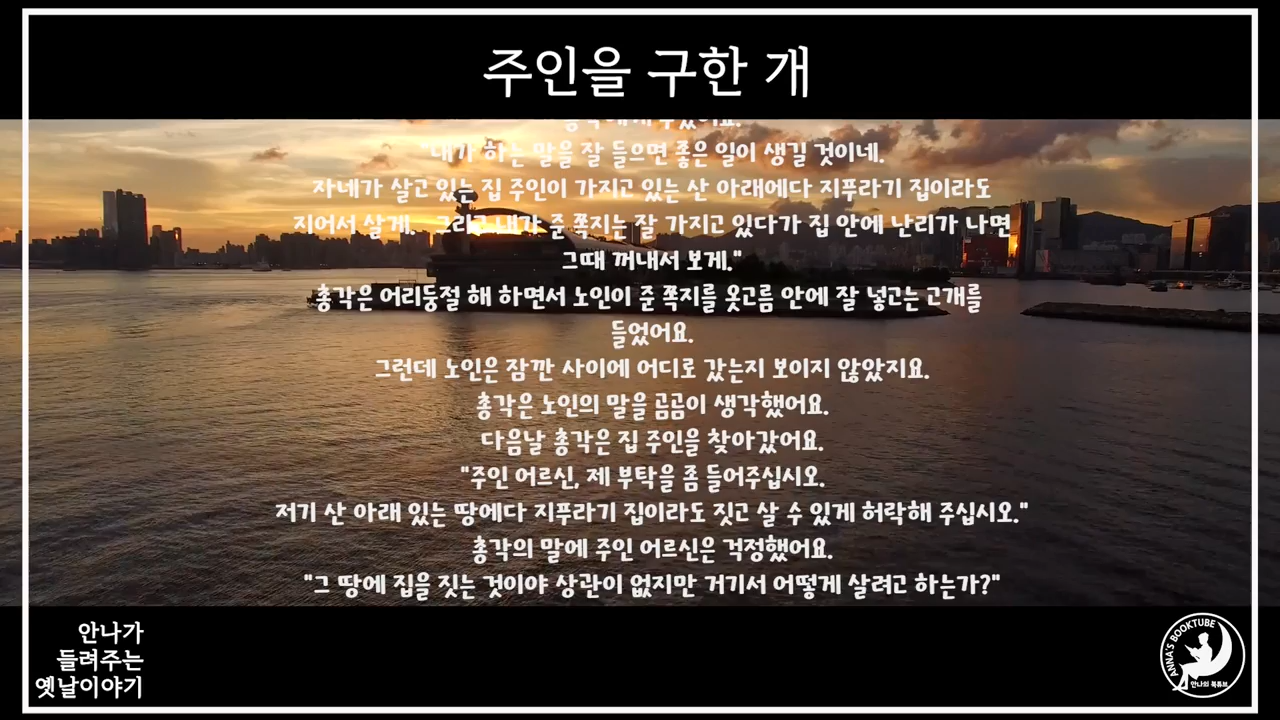 주인을 구한 개
"내가 하는 말을 잘 들으면 좋은 일이 생길 것이네.
자네가 살고 있는 집 주인이 가지고 있는 산 아래에다 지푸라기 집이라도
지어서 살게. 그리고 내가 준 쪽지는 잘 가지고 있다가 집 안에 난리가 나면
그때 꺼내서 보게."
총각은 어리둥절 해 하면서 노인이 준 쪽지를 옷고름 안에 잘 넣고는 고개를
들었어요.
그런데 노인은 잠깐 사이에 어디로 갔는지 보이지 않았지요.
총각은 노인의 말을 곰곰이 생각했어요.
다음날 총각은 집 주인을 찾아갔어요.
"주인 어르신, 제 부탁을 좀 들어주십시오.
저기 산 아래 있는 땅에다 지푸라기 집이라도 짓고 살 수 있게 허락해 주십시오."
총각의 말에 주인 어르신은 걱정했어요.
"그 땅에 집을 짓는 것이야 상관이 없지만 거기서 어떻게 살려고 하는가?"
안나가
들려주는
옛날이야기
ANNA'S BOOKTUBE
안나의 북튜브